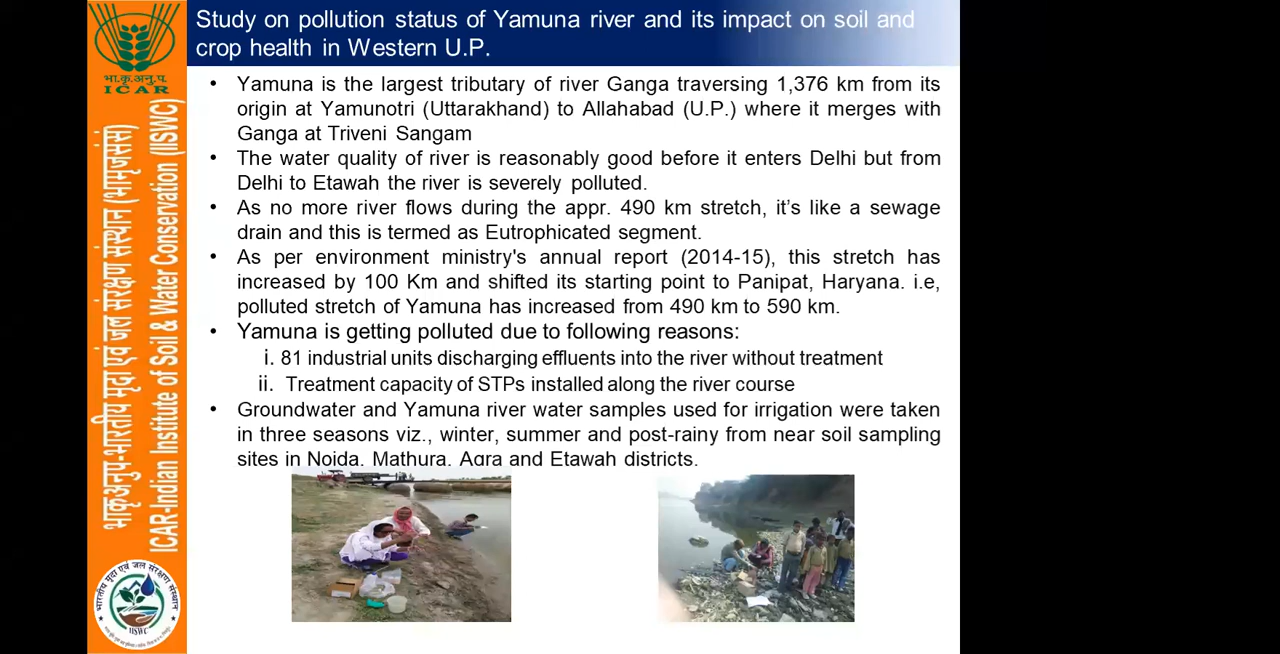 Study on pollution status of Yamuna river and its impact on soil and
crop health in Western U.P.
भा.कृ.अनु.प.
ICAR
भाकृअनुप-भारतीय मृदा एवं जल संरक्षण संस्थान (भामृजससं)
ICAR-Indian Institute of Soil & Water Conservation (IISWC)
• Yamuna is the largest tributary of river Ganga traversing 1,376 km from its
origin at Yamunotri (Uttarakhand) to Allahabad (U.P.) where it merges with
Ganga at Triveni Sangam
• The water quality of river is reasonably good before it enters Delhi but from
Delhi to Etawah the river is severely polluted.
• As no more river flows during the appr. 490 km stretch, it's like a sewage
drain and this is termed as Eutrophicated segment.
• As per environment ministry's annual report (2014-15), this stretch has
increased by 100 Km and shifted its starting point to Panipat, Haryana. i.e,
polluted stretch of Yamuna has increased from 490 km to 590 km.
• Yamuna is getting polluted due to following reasons:
i. 81 industrial units discharging effluents into the river without treatment
ii. Treatment capacity of STPs installed along the river course
• Groundwater and Yamuna river water samples used for irrigation were taken
in three seasons viz., winter, summer and post-rainy from near soil sampling
sites in Noida, Mathura, Agra and Etawah districts.
भारतीय मृदा एवं जल संरक्षण संस्थान
IISWC